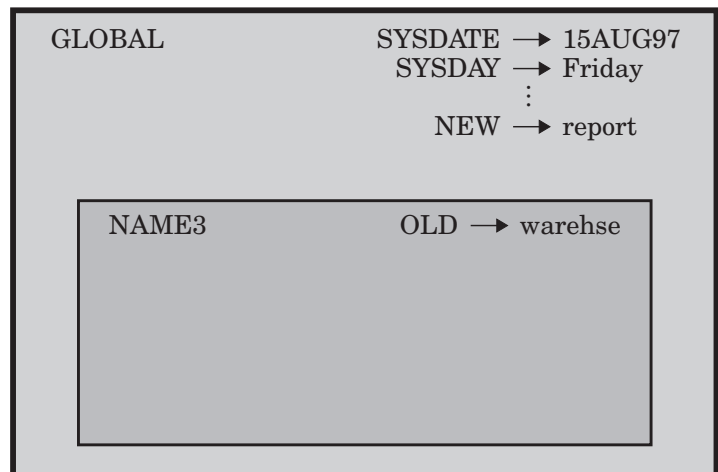 GLOBAL SYSDATE → 15AUG97
SYSDAY → Friday
⋮
NEW → report
NAME3 OLD → warehse